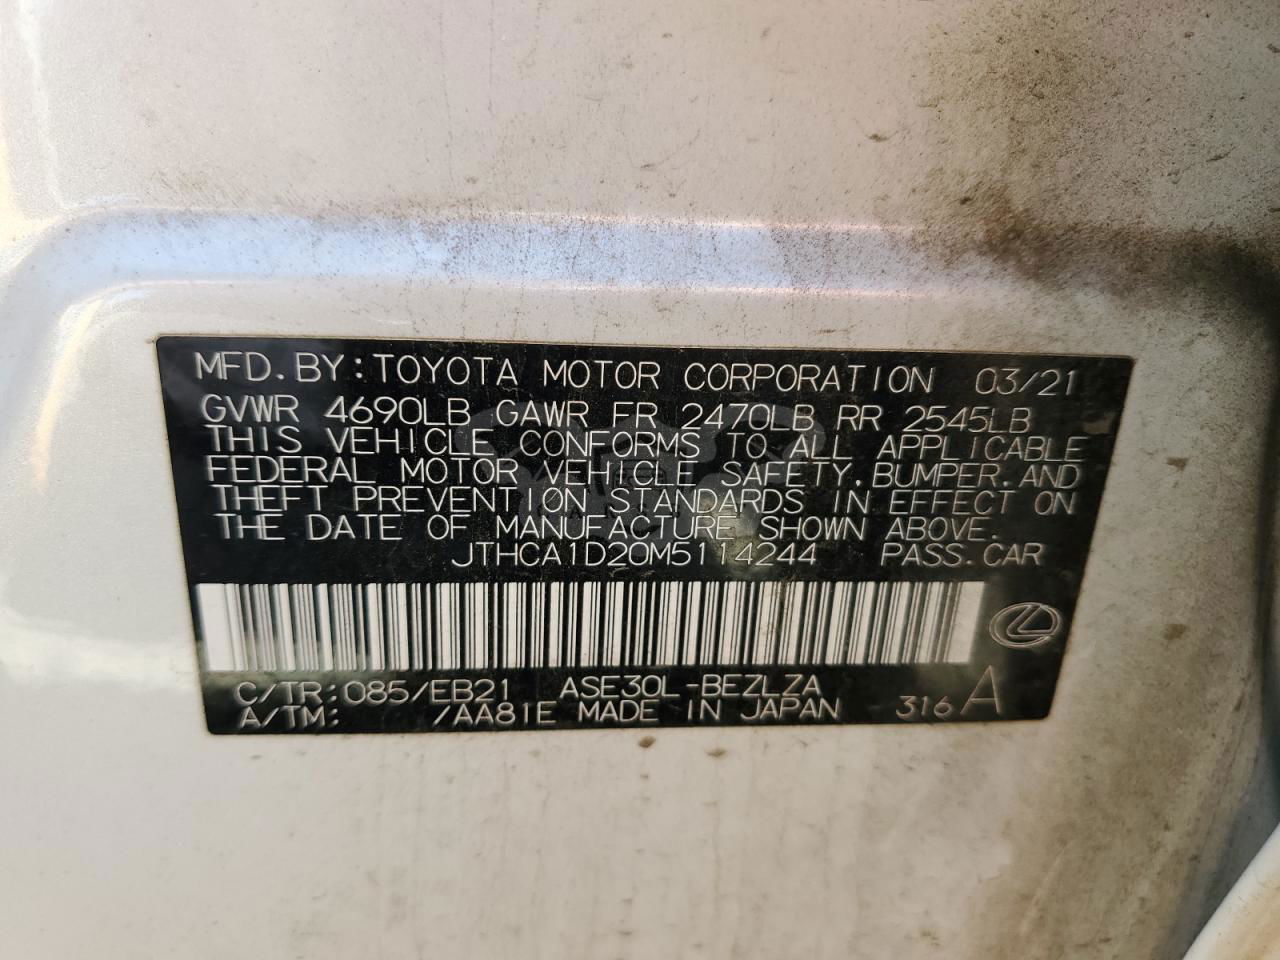 MFD. BY: TOYOTA MOTOR CORPORATION 03/21
GVWR 4690LB GAWR FR 2470LB RR 2545LB
THIS VEHICLE CONFORMS TO ALL APPLICABLE
FEDERAL MOTOR VEHICLE SAFETY, BUMPER, AND
THEFT PREVENTION STANDARDS IN EFFECT ON
THE DATE OF MANUFACTURE SHOWN ABOVE.
JTHCA1D20M5114244 PASS. CAR
C/TR: 085/EB21 ASE30L-BEZLZA
A/TM: /AA81E MADE IN JAPAN 316 A